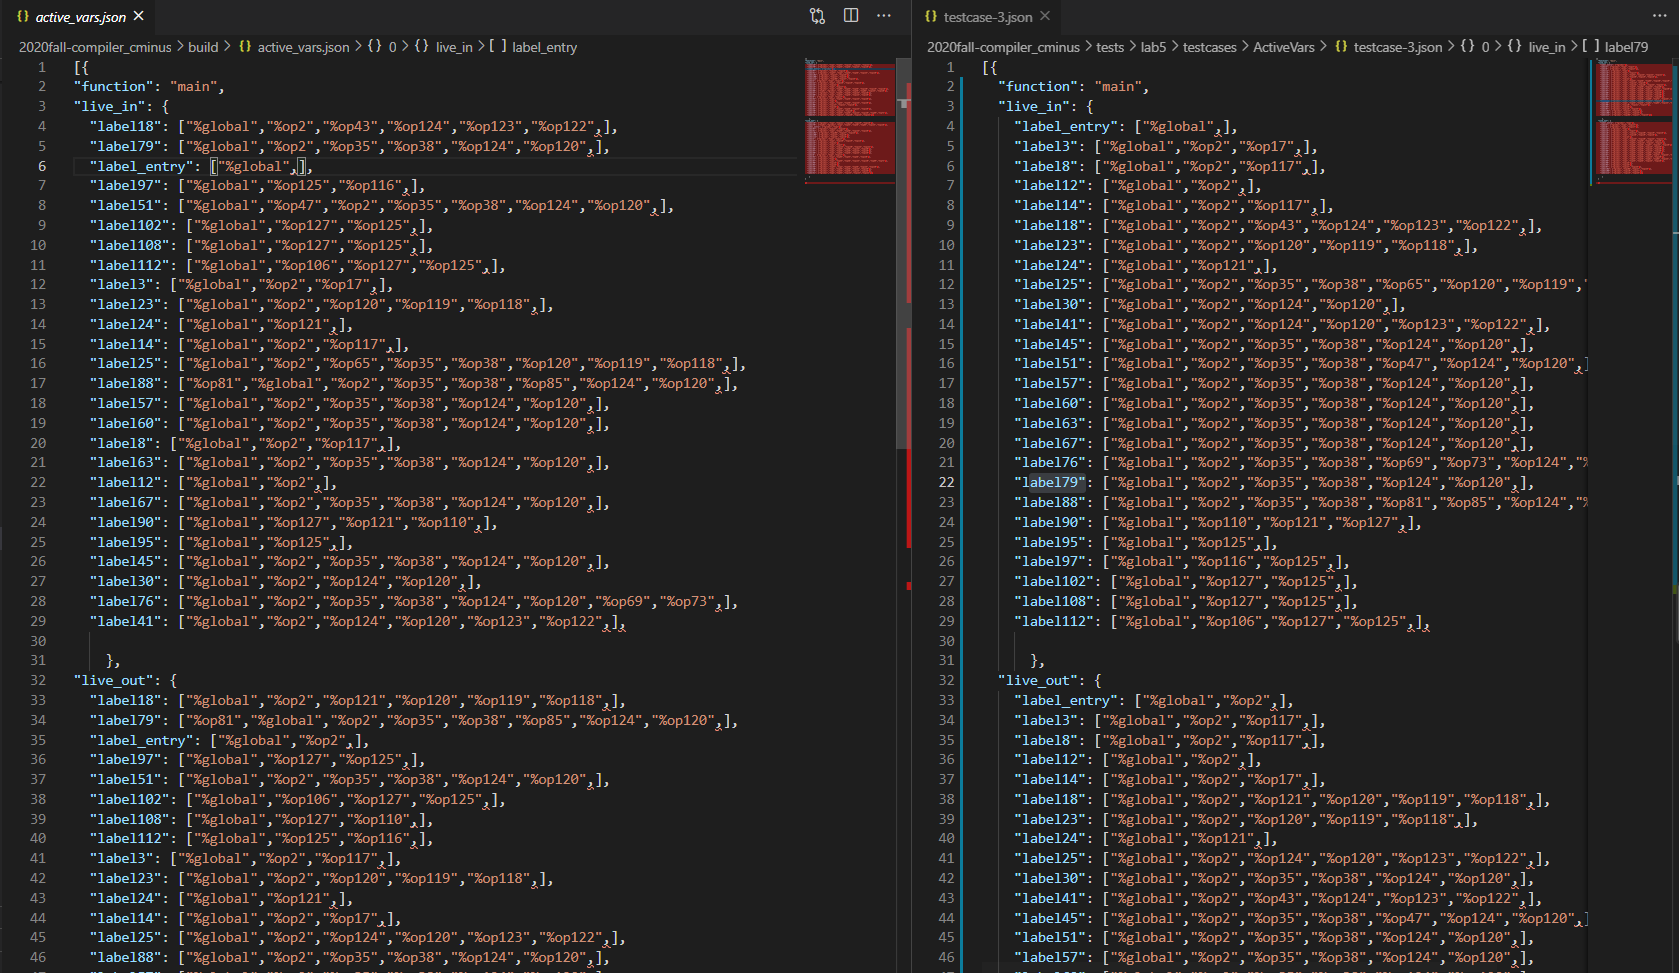 active_vars.json
2020fall-compiler_cminus > build > {} active_vars.json > {} 0 > {} live_in > [ ] label_entry
1 [{
2 "function": "main",
3 "live_in": {
4 "label18": ["%global","%op2","%op43","%op124","%op123","%op122",],
5 "label79": ["%global","%op2","%op35","%op38","%op124","%op120",],
6 "label_entry": ["%global",],
7 "label97": ["%global","%op125","%op116",],
8 "label51": ["%global","%op47","%op2","%op35","%op38","%op124","%op120",],
9 "label102": ["%global","%op127","%op125",],
10 "label108": ["%global","%op127","%op125",],
11 "label112": ["%global","%op106","%op127","%op125",],
12 "label3": ["%global","%op2","%op17",],
13 "label23": ["%global","%op2","%op120","%op119","%op118",],
14 "label24": ["%global","%op121",],
15 "label14": ["%global","%op2","%op117",],
16 "label25": ["%global","%op2","%op65","%op35","%op38","%op120","%op119","%op118",],
17 "label88": ["%op81","%global","%op2","%op35","%op38","%op85","%op124","%op120",],
18 "label57": ["%global","%op2","%op35","%op38","%op124","%op120",],
19 "label60": ["%global","%op2","%op35","%op38","%op124","%op120",],
20 "label8": ["%global","%op2","%op117",],
21 "label63": ["%global","%op2","%op35","%op38","%op124","%op120",],
22 "label12": ["%global","%op2",],
23 "label67": ["%global","%op2","%op35","%op38","%op124","%op120",],
24 "label90": ["%global","%op127","%op121","%op110",],
25 "label95": ["%global","%op125",],
26 "label45": ["%global","%op2","%op35","%op38","%op124","%op120",],
27 "label30": ["%global","%op2","%op124","%op120",],
28 "label76": ["%global","%op2","%op35","%op38","%op124","%op120","%op69","%op73",],
29 "label41": ["%global","%op2","%op124","%op120","%op123","%op122",],
30
31 },
32 "live_out": {
33 "label18": ["%global","%op2","%op121","%op120","%op119","%op118",],
34 "label79": ["%op81","%global","%op2","%op35","%op38","%op85","%op124","%op120",],
35 "label_entry": ["%global","%op2",],
36 "label97": ["%global","%op127","%op125",],
37 "label51": ["%global","%op2","%op35","%op38","%op124","%op120",],
38 "label102": ["%global","%op106","%op127","%op125",],
39 "label108": ["%global","%op127","%op110",],
40 "label112": ["%global","%op125","%op116",],
41 "label3": ["%global","%op2","%op117",],
42 "label23": ["%global","%op2","%op120","%op119","%op118",],
43 "label24": ["%global","%op121",],
44 "label14": ["%global","%op2","%op17",],
45 "label25": ["%global","%op2","%op124","%op120","%op123","%op122",],
46 "label88": ["%global","%op2","%op35","%op38","%op124","%op120",],
testcase-3.json
2020fall-compiler_cminus > tests > lab5 > testcases > ActiveVars > {} testcase-3.json > {} 0 > {} live_in > [ ] label79
1 [{
2 "function": "main",
3 "live_in": {
4 "label_entry": ["%global",],
5 "label3": ["%global","%op2","%op17",],
6 "label8": ["%global","%op2","%op117",],
7 "label12": ["%global","%op2",],
8 "label14": ["%global","%op2","%op117",],
9 "label18": ["%global","%op2","%op43","%op124","%op123","%op122",],
10 "label23": ["%global","%op2","%op120","%op119","%op118",],
11 "label24": ["%global","%op121",],
12 "label25": ["%global","%op2","%op35","%op38","%op65","%op120","%op119","
13 "label30": ["%global","%op2","%op124","%op120",],
14 "label41": ["%global","%op2","%op124","%op120","%op123","%op122",],
15 "label45": ["%global","%op2","%op35","%op38","%op124","%op120",],
16 "label51": ["%global","%op2","%op35","%op38","%op47","%op124","%op120",]
17 "label57": ["%global","%op2","%op35","%op38","%op124","%op120",],
18 "label60": ["%global","%op2","%op35","%op38","%op124","%op120",],
19 "label63": ["%global","%op2","%op35","%op38","%op124","%op120",],
20 "label67": ["%global","%op2","%op35","%op38","%op124","%op120",],
21 "label76": ["%global","%op2","%op35","%op38","%op69","%op73","%op124","%
22 "label79": ["%global","%op2","%op35","%op38","%op124","%op120",],
23 "label88": ["%global","%op2","%op35","%op38","%op81","%op85","%op124","%
24 "label90": ["%global","%op110","%op121","%op127",],
25 "label95": ["%global","%op125",],
26 "label97": ["%global","%op116","%op125",],
27 "label102": ["%global","%op127","%op125",],
28 "label108": ["%global","%op127","%op125",],
29 "label112": ["%global","%op106","%op127","%op125",],
30
31 },
32 "live_out": {
33 "label_entry": ["%global","%op2",],
34 "label3": ["%global","%op2","%op117",],
35 "label8": ["%global","%op2","%op117",],
36 "label12": ["%global","%op2",],
37 "label14": ["%global","%op2","%op17",],
38 "label18": ["%global","%op2","%op121","%op120","%op119","%op118",],
39 "label23": ["%global","%op2","%op120","%op119","%op118",],
40 "label24": ["%global","%op121",],
41 "label25": ["%global","%op2","%op124","%op120","%op123","%op122",],
42 "label30": ["%global","%op2","%op35","%op38","%op124","%op120",],
43 "label41": ["%global","%op2","%op43","%op124","%op123","%op122",],
44 "label45": ["%global","%op2","%op35","%op38","%op47","%op124","%op120",]
45 "label51": ["%global","%op2","%op35","%op38","%op124","%op120",],
46 "label57": ["%global","%op2","%op35","%op38","%op124","%op120",],